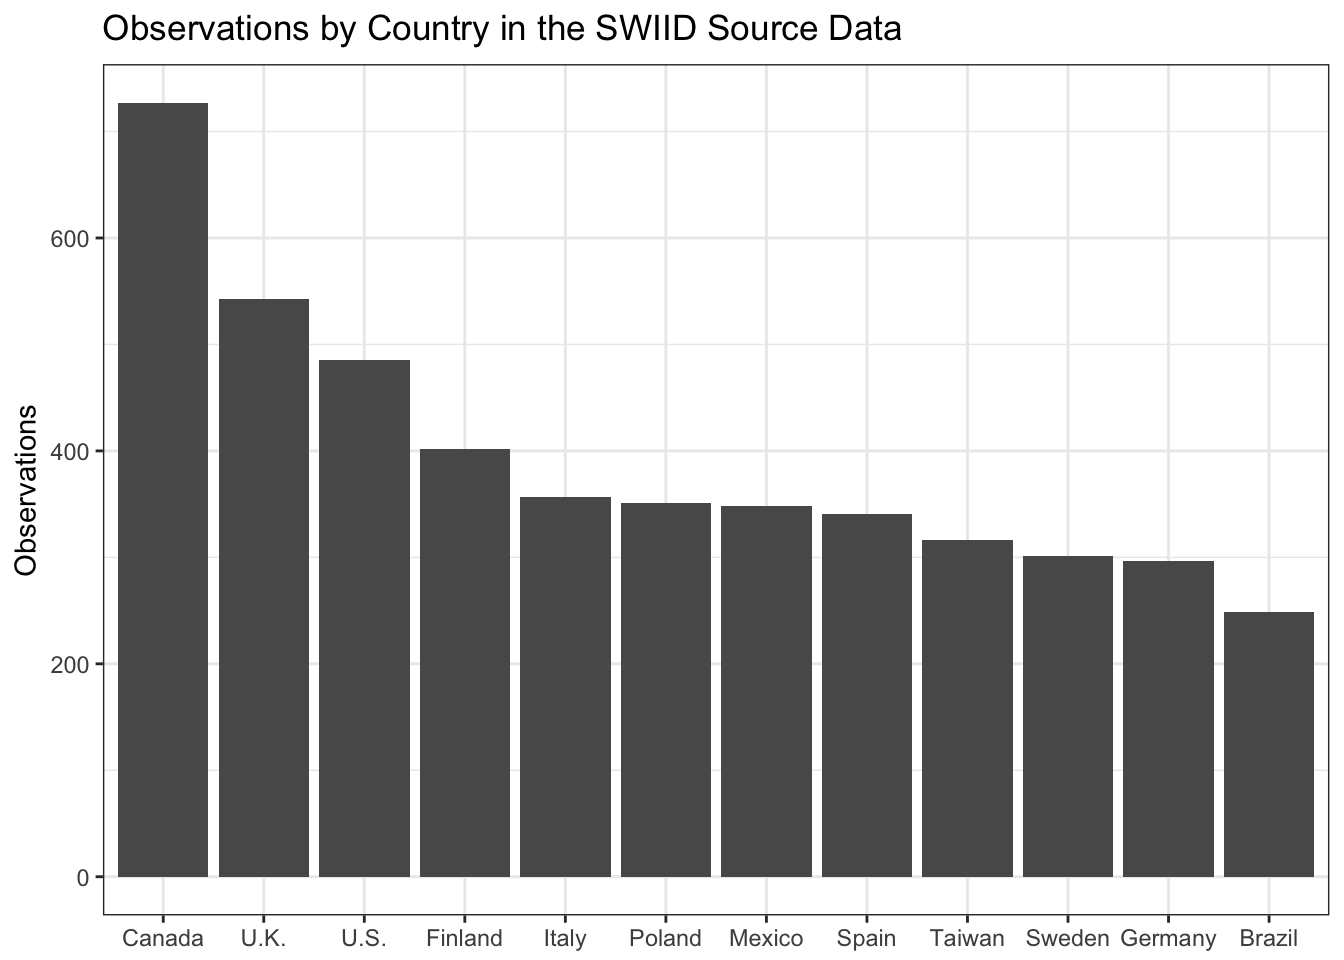 Observations by Country in the SWIID Source Data
Observations
600
400
200
0
Canada U.K. U.S. Finland Italy Poland Mexico Spain Taiwan Sweden Germany Brazil